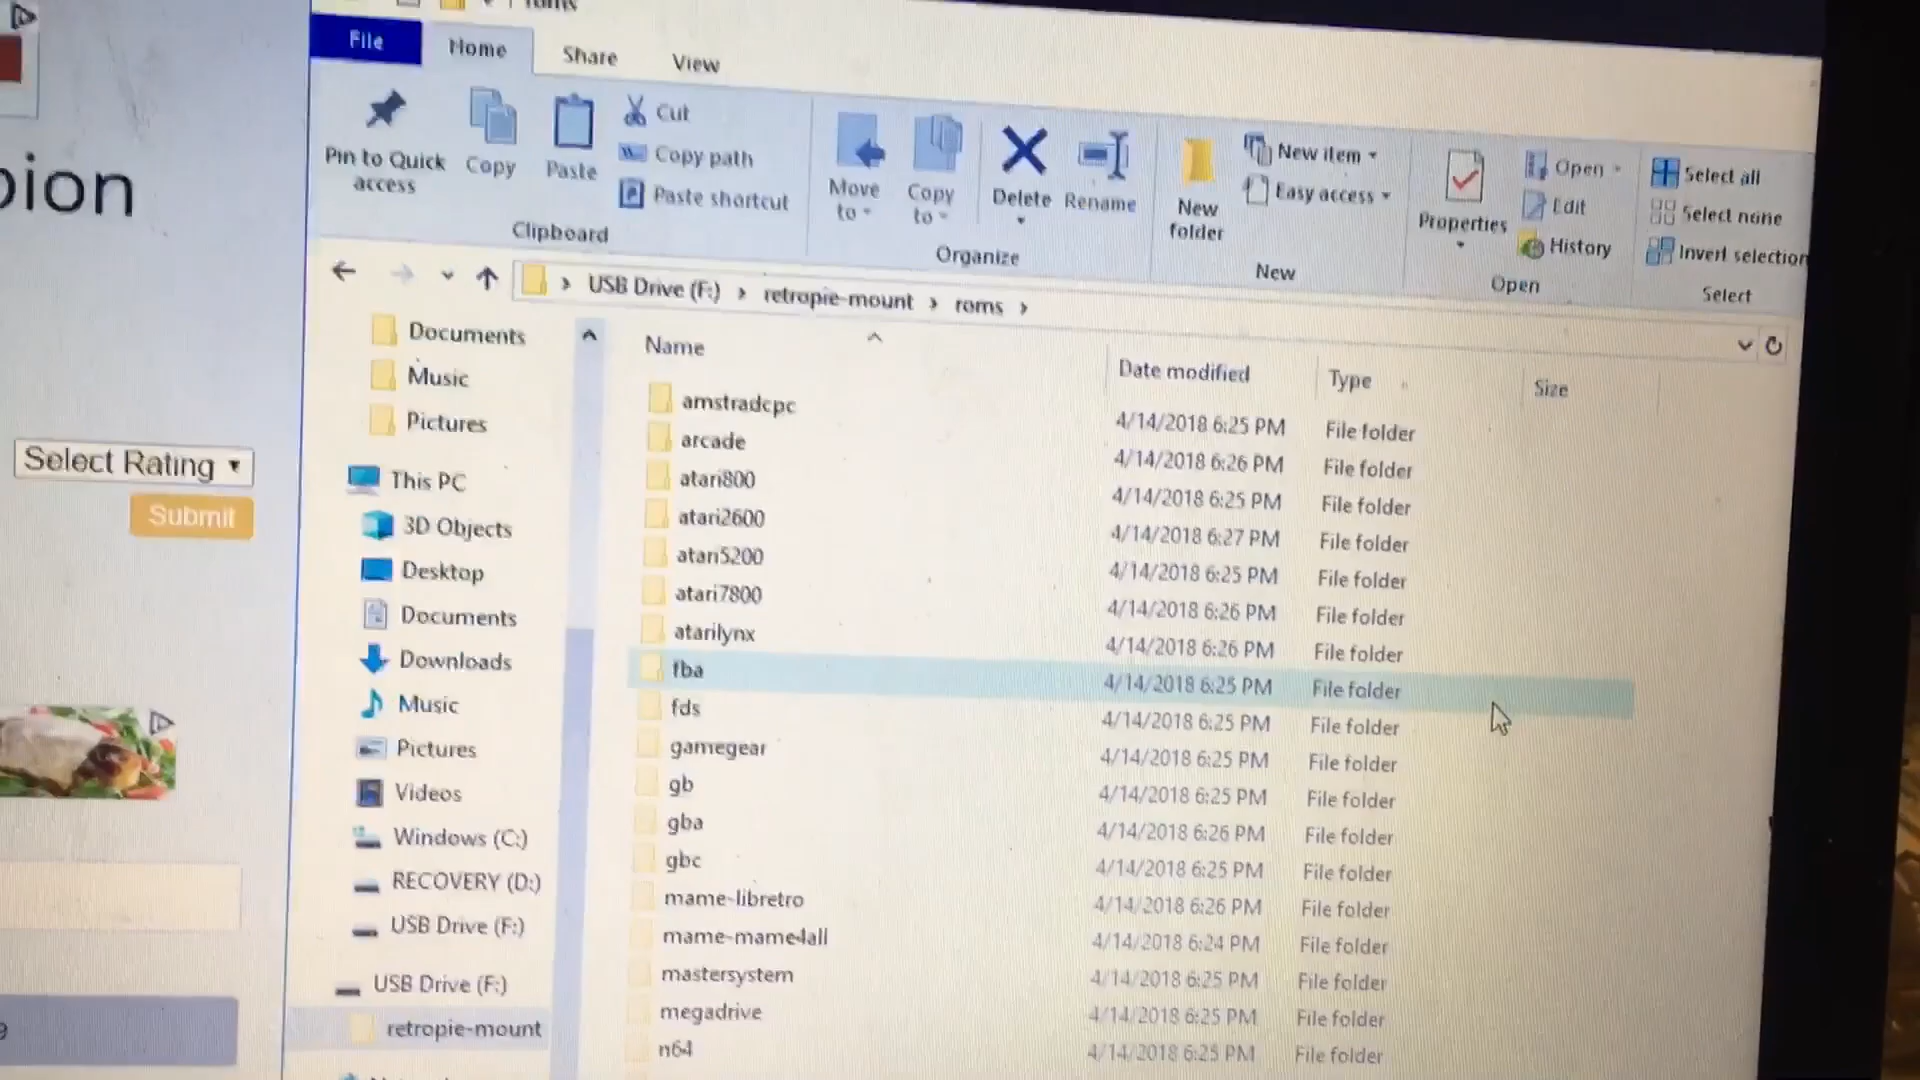 roms
File Home Share View
Pin to Quick access
Copy
Paste
Cut
Copy path
Paste shortcut
Clipboard
Move to
Copy to
Delete
Rename
Organize
New folder
New item
Easy access
New
Properties
Open
Edit
History
Open
Select all
Select none
Invert selection
Select
USB Drive (F:) > retropie-mount > roms >
pion
Select Rating
Submit
9
Documents
Music
Pictures
This PC
3D Objects
Desktop
Documents
Downloads
Music
Pictures
Videos
Windows (C:)
RECOVERY (D:)
USB Drive (F:)
USB Drive (F:)
retropie-mount
Name Date modified Type Size
amstradcpc 4/14/2018 6:25 PM File folder
arcade 4/14/2018 6:26 PM File folder
atari800 4/14/2018 6:25 PM File folder
atari2600 4/14/2018 6:27 PM File folder
atari5200 4/14/2018 6:25 PM File folder
atari7800 4/14/2018 6:26 PM File folder
atarilynx 4/14/2018 6:26 PM File folder
fba 4/14/2018 6:25 PM File folder
fds 4/14/2018 6:25 PM File folder
gamegear 4/14/2018 6:25 PM File folder
gb 4/14/2018 6:25 PM File folder
gba 4/14/2018 6:26 PM File folder
gbc 4/14/2018 6:25 PM File folder
mame-libretro 4/14/2018 6:26 PM File folder
mame-mame4all 4/14/2018 6:24 PM File folder
mastersystem 4/14/2018 6:25 PM File folder
megadrive 4/14/2018 6:25 PM File folder
n64 4/14/2018 6:25 PM File folder